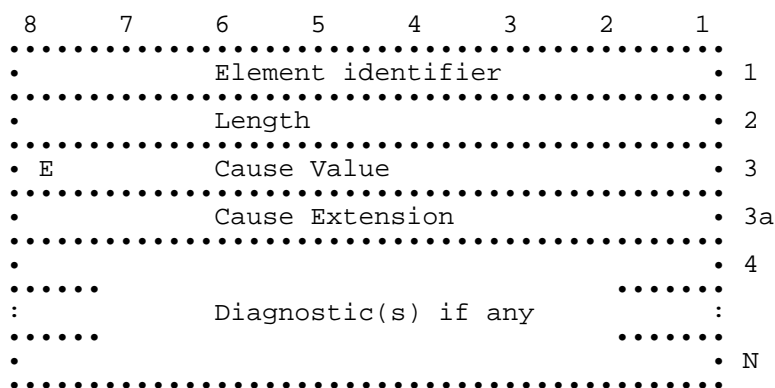 8 7 6 5 4 3 2 1
Element identifier 1
Length 2
E Cause Value 3
Cause Extension 3a
4
: Diagnostic(s) if any :
N